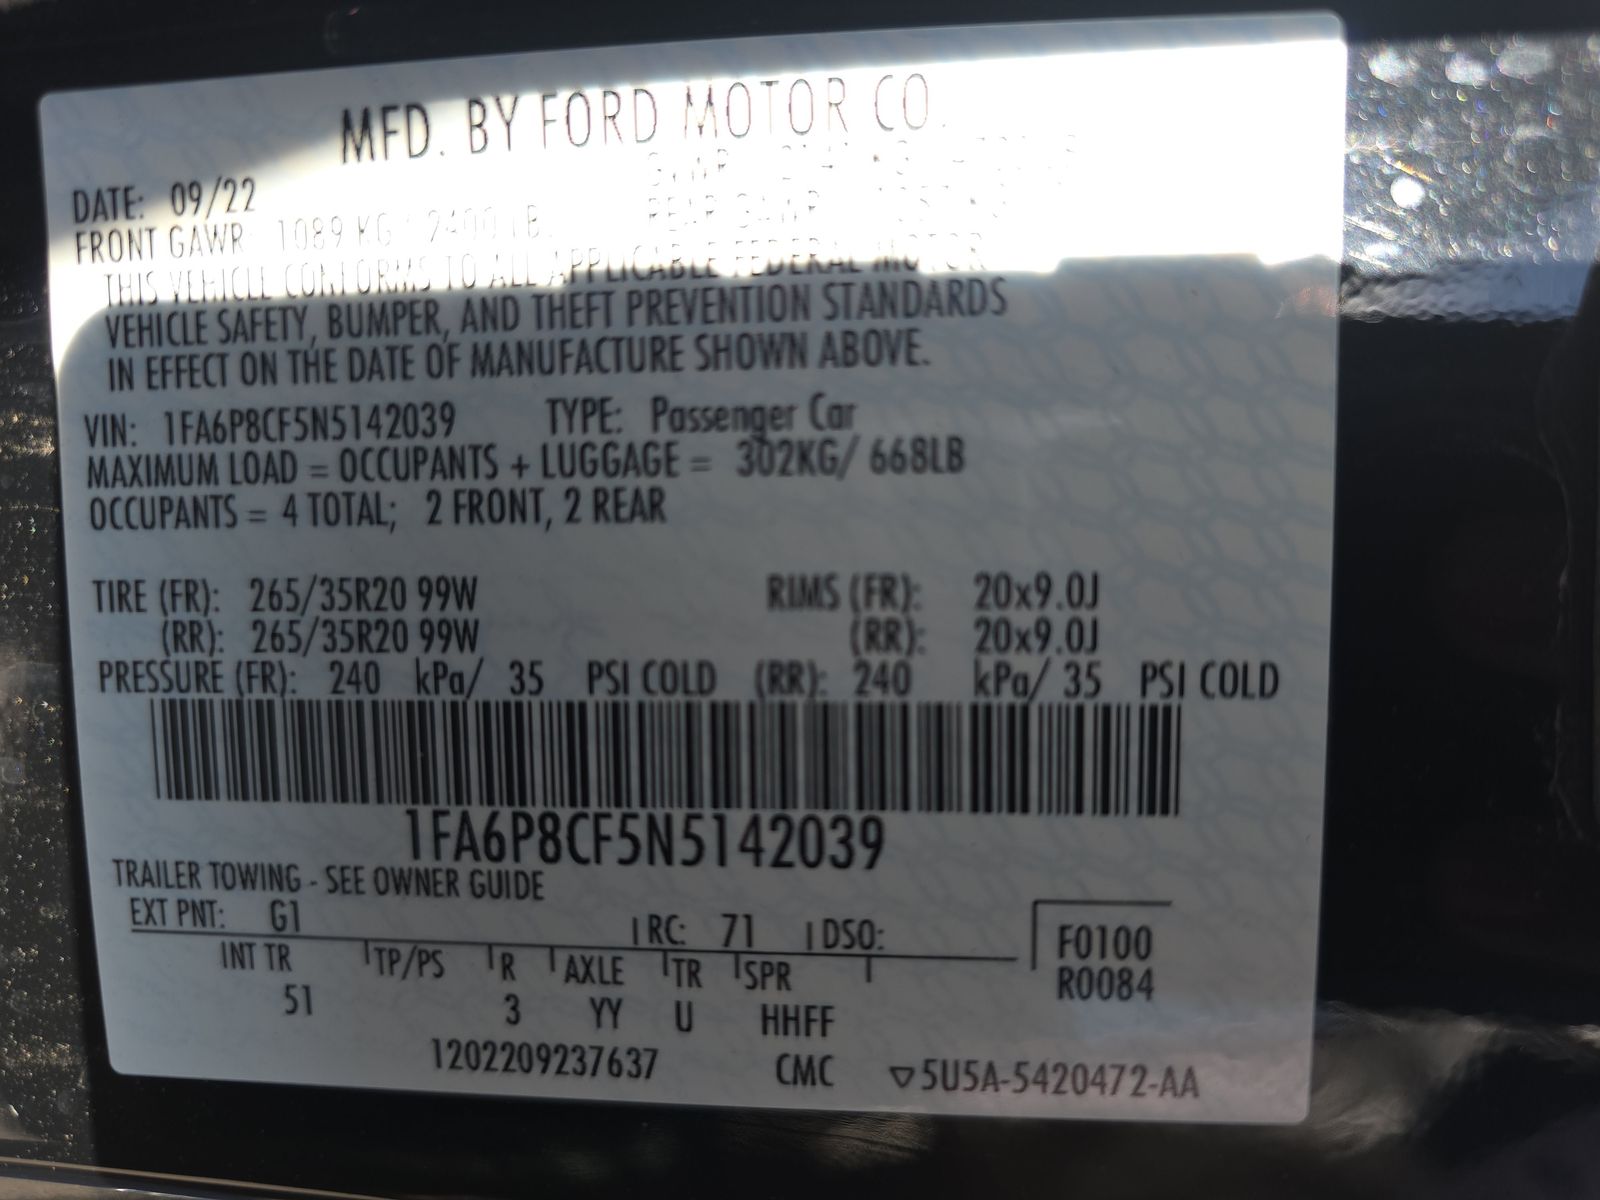 MFD. BY FORD MOTOR CO.
DATE: 09/22
FRONT GAWR: 1089 KG / 2400 LB. REAR GAWR
THIS VEHICLE CONFORMS TO ALL APPLICABLE FEDERAL MOTOR
VEHICLE SAFETY, BUMPER, AND THEFT PREVENTION STANDARDS
IN EFFECT ON THE DATE OF MANUFACTURE SHOWN ABOVE.
VIN: 1FA6P8CF5N5142039 TYPE: Passenger Car
MAXIMUM LOAD = OCCUPANTS + LUGGAGE = 302KG/ 668LB
OCCUPANTS = 4 TOTAL; 2 FRONT, 2 REAR
TIRE (FR): 265/35R20 99W RIMS (FR): 20x9.0J
(RR): 265/35R20 99W (RR): 20x9.0J
PRESSURE (FR): 240 kPa/ 35 PSI COLD (RR): 240 kPa/ 35 PSI COLD
1FA6P8CF5N5142039
TRAILER TOWING - SEE OWNER GUIDE
EXT PNT: G1 RC: 71 DSO: F0100
INT TR TP/PS R AXLE TR SPR R0084
51 3 YY U HHFF
1202209237637 CMC ▽5U5A-5420472-AA